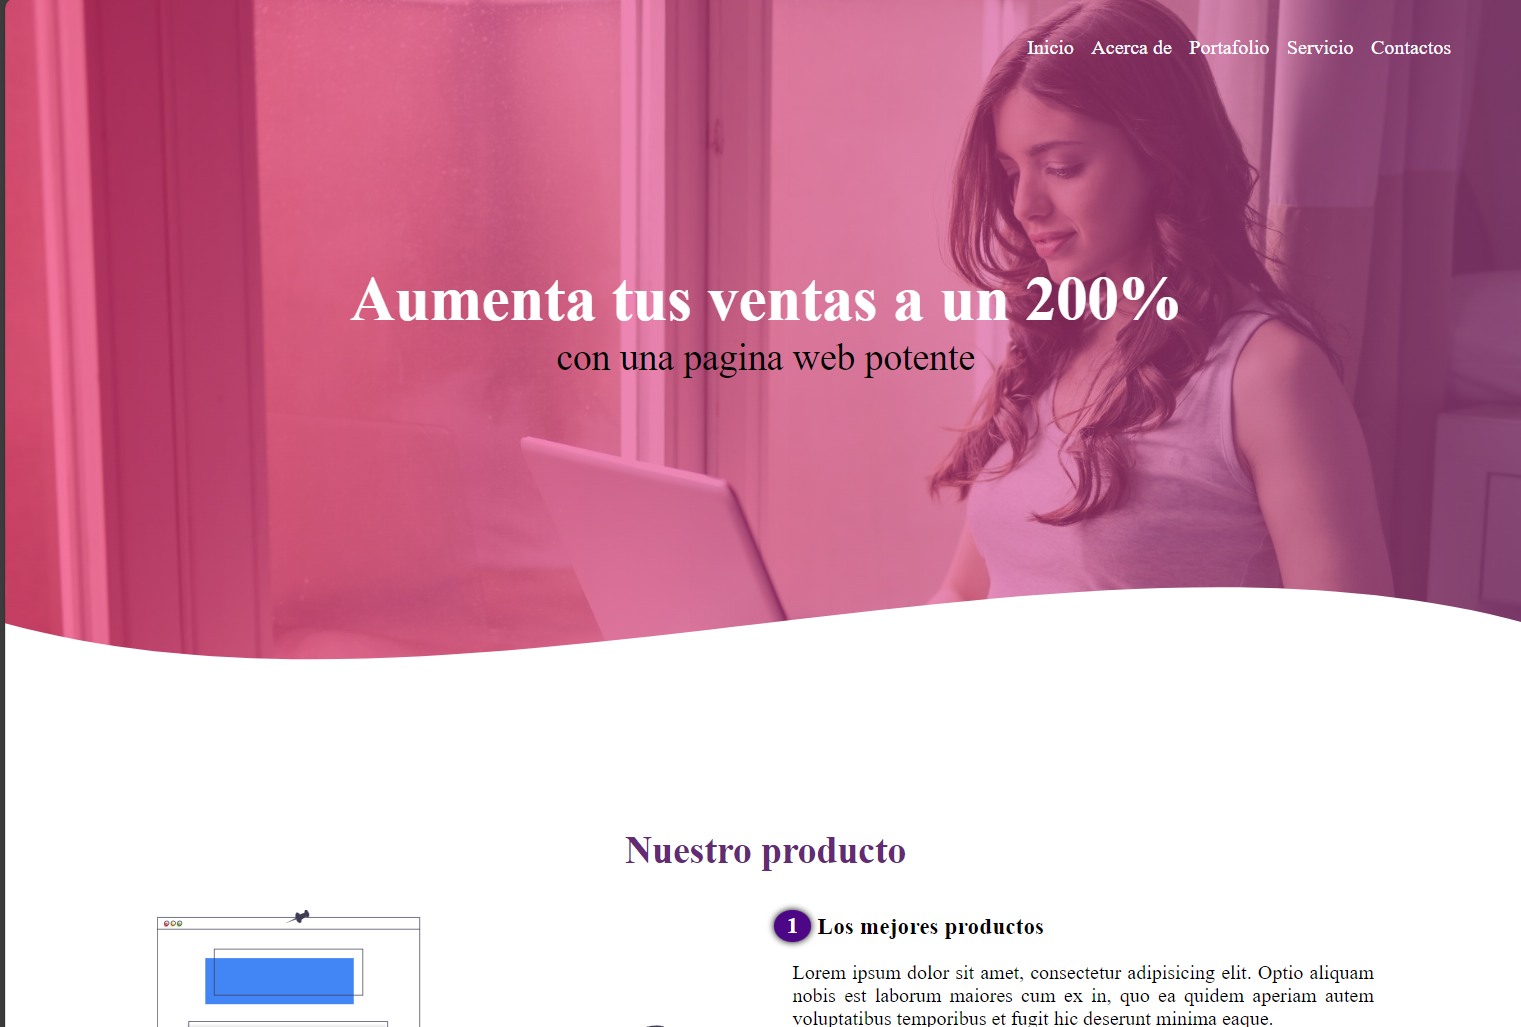 Inicio Acerca de Portafolio Servicio Contactos
Aumenta tus ventas a un 200%
con una pagina web potente
Nuestro producto
1 Los mejores productos
Lorem ipsum dolor sit amet, consectetur adipisicing elit. Optio aliquam
nobis est laborum maiores cum ex in, quo ea quidem aperiam autem
voluptatibus temporibus et fugit hic deserunt minima eaque.